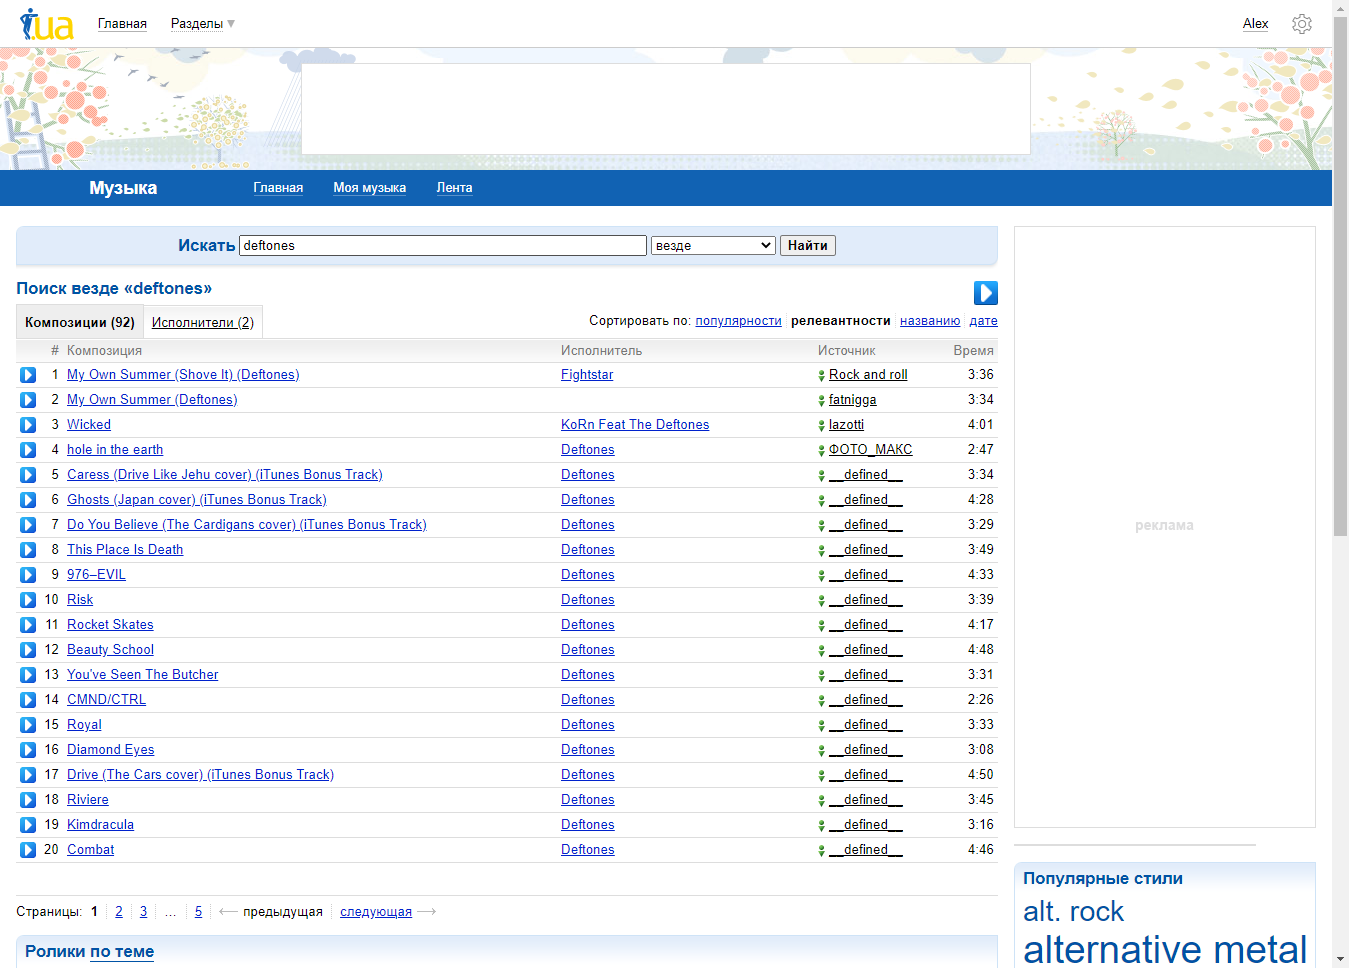 i.ua Главная Разделы Alex
Музыка Главная Моя музыка Лента
Искать deftones везде Найти
Поиск везде «deftones»
Композиции (92) Исполнители (2) Сортировать по: популярности релевантности названию дате
# Композиция Исполнитель Источник Время
1 My Own Summer (Shove It) (Deftones) Fightstar Rock and roll 3:36
2 My Own Summer (Deftones) fatnigga 3:34
3 Wicked KoRn Feat The Deftones lazotti 4:01
4 hole in the earth Deftones ФОТО_МАКС 2:47
5 Caress (Drive Like Jehu cover) (iTunes Bonus Track) Deftones __defined__ 3:34
6 Ghosts (Japan cover) (iTunes Bonus Track) Deftones __defined__ 4:28
7 Do You Believe (The Cardigans cover) (iTunes Bonus Track) Deftones __defined__ 3:29
8 This Place Is Death Deftones __defined__ 3:49
9 976–EVIL Deftones __defined__ 4:33
10 Risk Deftones __defined__ 3:39
11 Rocket Skates Deftones __defined__ 4:17
12 Beauty School Deftones __defined__ 4:48
13 You've Seen The Butcher Deftones __defined__ 3:31
14 CMND/CTRL Deftones __defined__ 2:26
15 Royal Deftones __defined__ 3:33
16 Diamond Eyes Deftones __defined__ 3:08
17 Drive (The Cars cover) (iTunes Bonus Track) Deftones __defined__ 4:50
18 Riviere Deftones __defined__ 3:45
19 Kimdracula Deftones __defined__ 3:16
20 Combat Deftones __defined__ 4:46
Страницы: 1 2 3 ... 5 предыдущая следующая
Ролики по теме
реклама
Популярные стили
alt. rock
alternative metal